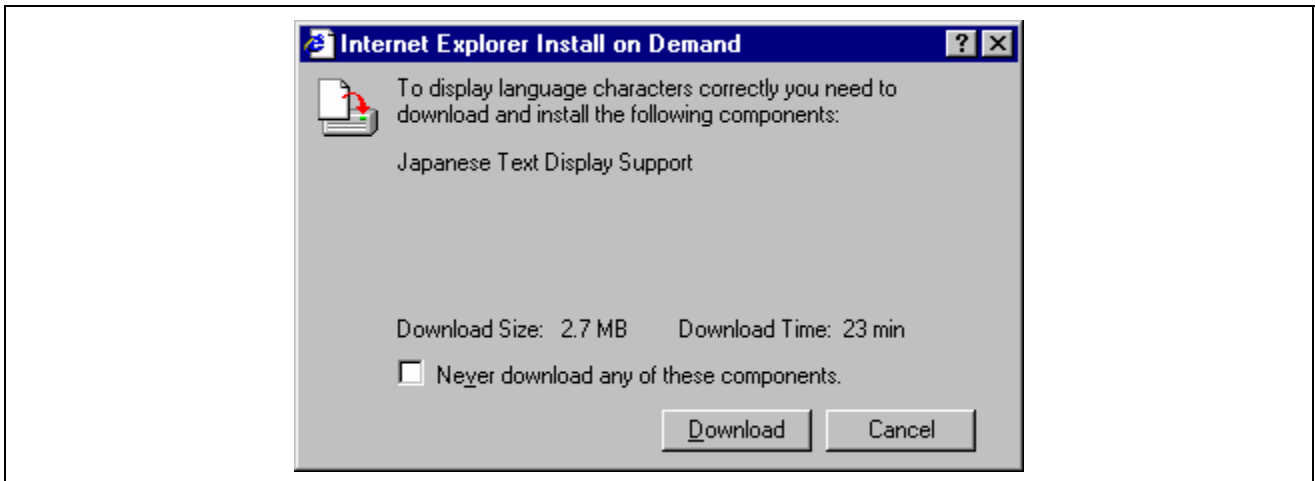 Internet Explorer Install on Demand
To display language characters correctly you need to
download and install the following components:
Japanese Text Display Support
Download Size: 2.7 MB Download Time: 23 min
Never download any of these components.
Download Cancel